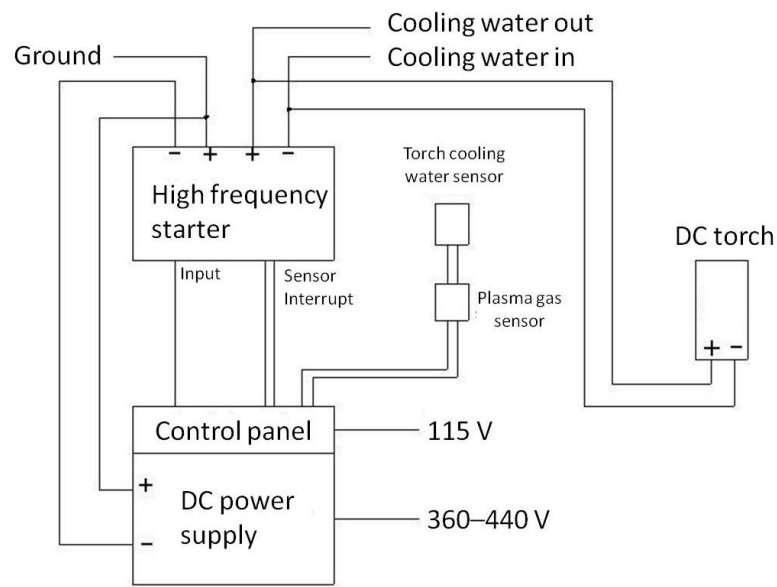 Cooling water out
Ground
Cooling water in
− + + −
High frequency
starter
Torch cooling
water sensor
DC torch
Input
Sensor
Interrupt
Plasma gas
sensor
+ −
Control panel
115 V
+
DC power
supply
360–440 V
−